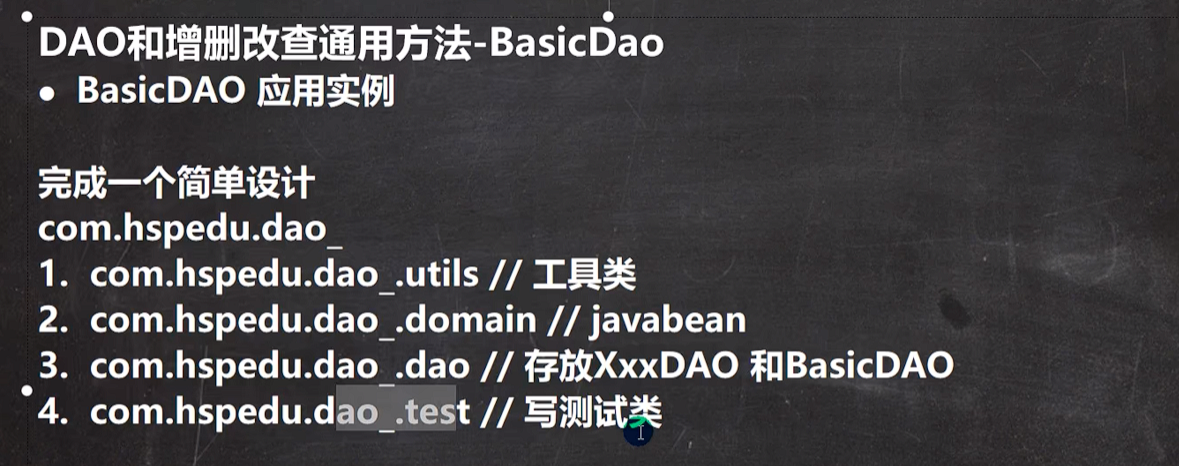 DAO和增删改查通用方法-BasicDao
● BasicDAO 应用实例
完成一个简单设计
com.hspedu.dao_
1. com.hspedu.dao_.utils // 工具类
2. com.hspedu.dao_.domain // javabean
3. com.hspedu.dao_.dao // 存放XxxDAO 和BasicDAO
4. com.hspedu.dao_.test // 写测试类